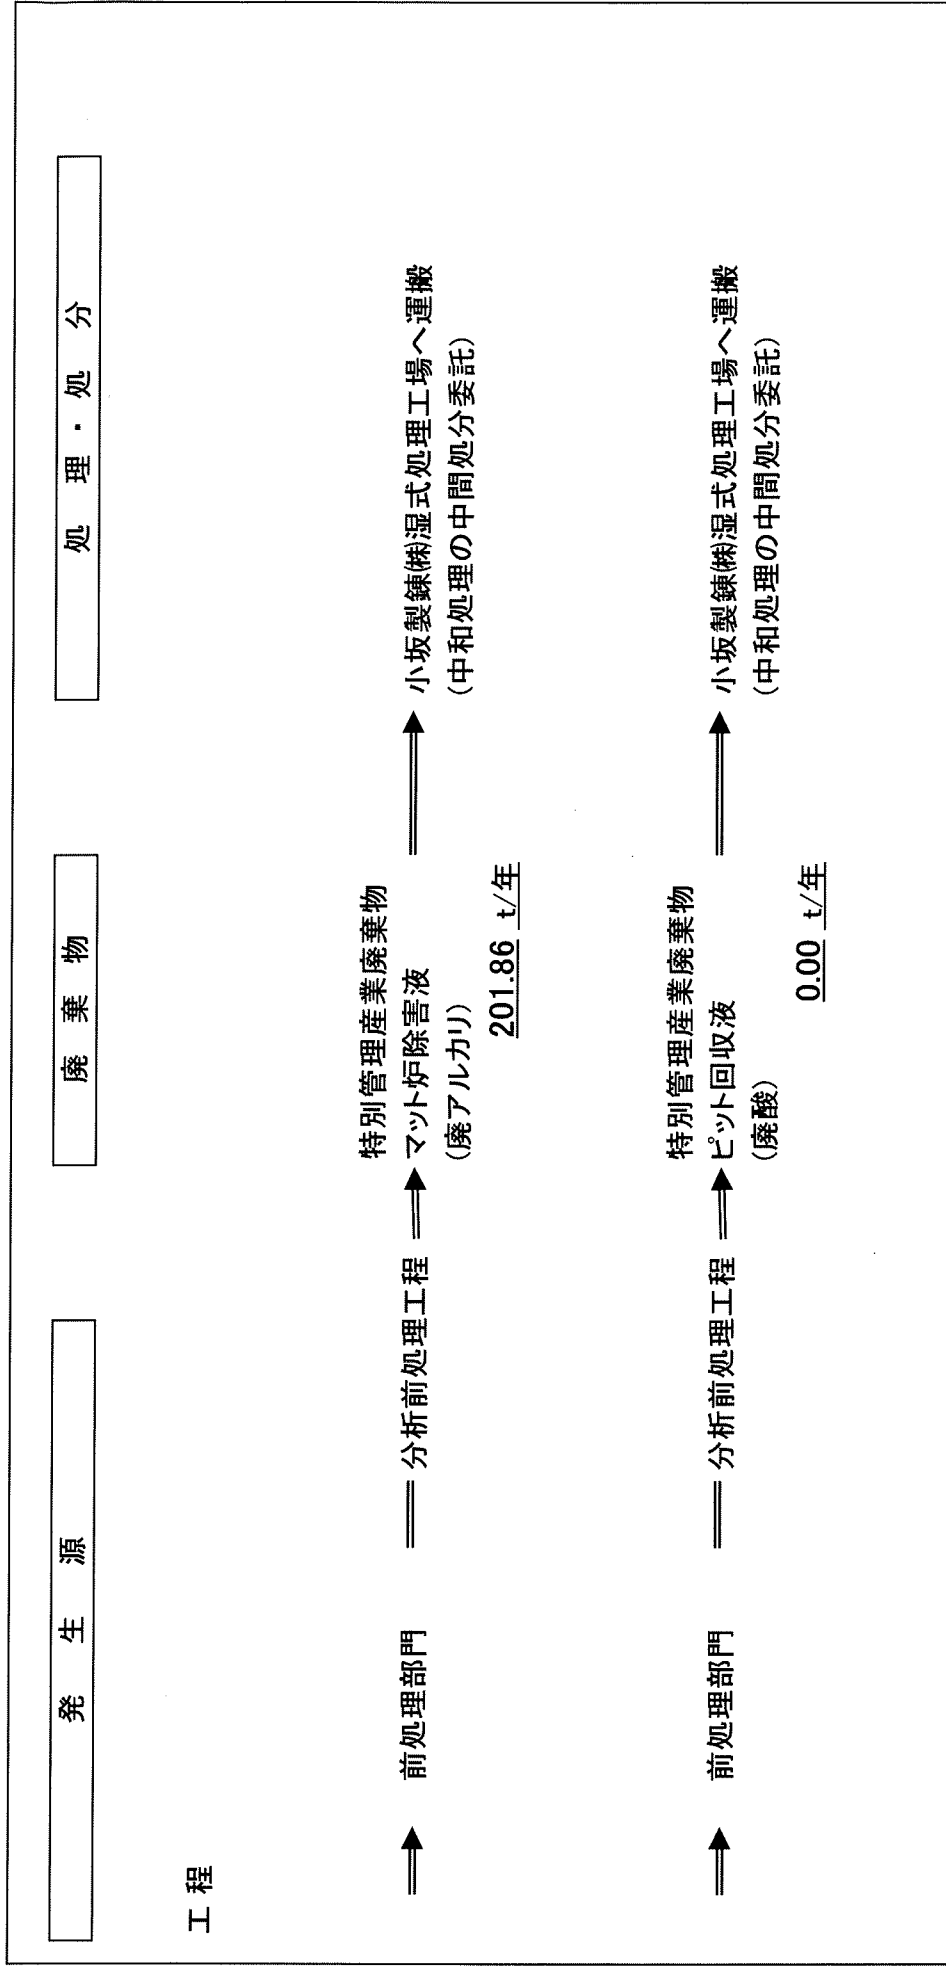 発 生 源
廃 棄 物
処 理 ・ 処 分
工 程
前処理部門
分析前処理工程
特別管理産業廃棄物
マット炉除害液
(廃アルカリ)
201.86 t/年
小坂製錬㈱湿式処理工場へ運搬
(中和処理の中間処分委託)
前処理部門
分析前処理工程
特別管理産業廃棄物
ピット回収液
(廃酸)
0.00 t/年
小坂製錬㈱湿式処理工場へ運搬
(中和処理の中間処分委託)